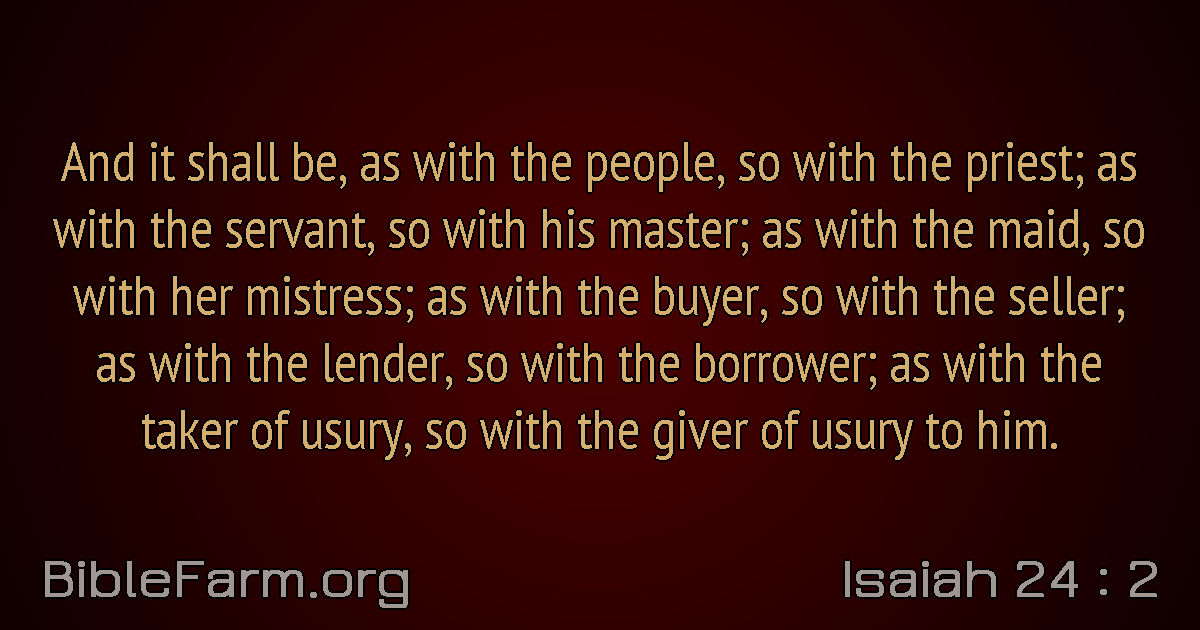 And it shall be, as with the people, so with the priest; as
with the servant, so with his master; as with the maid, so
with her mistress; as with the buyer, so with the seller;
as with the lender, so with the borrower; as with the
taker of usury, so with the giver of usury to him.
BibleFarm.org
Isaiah 24 : 2